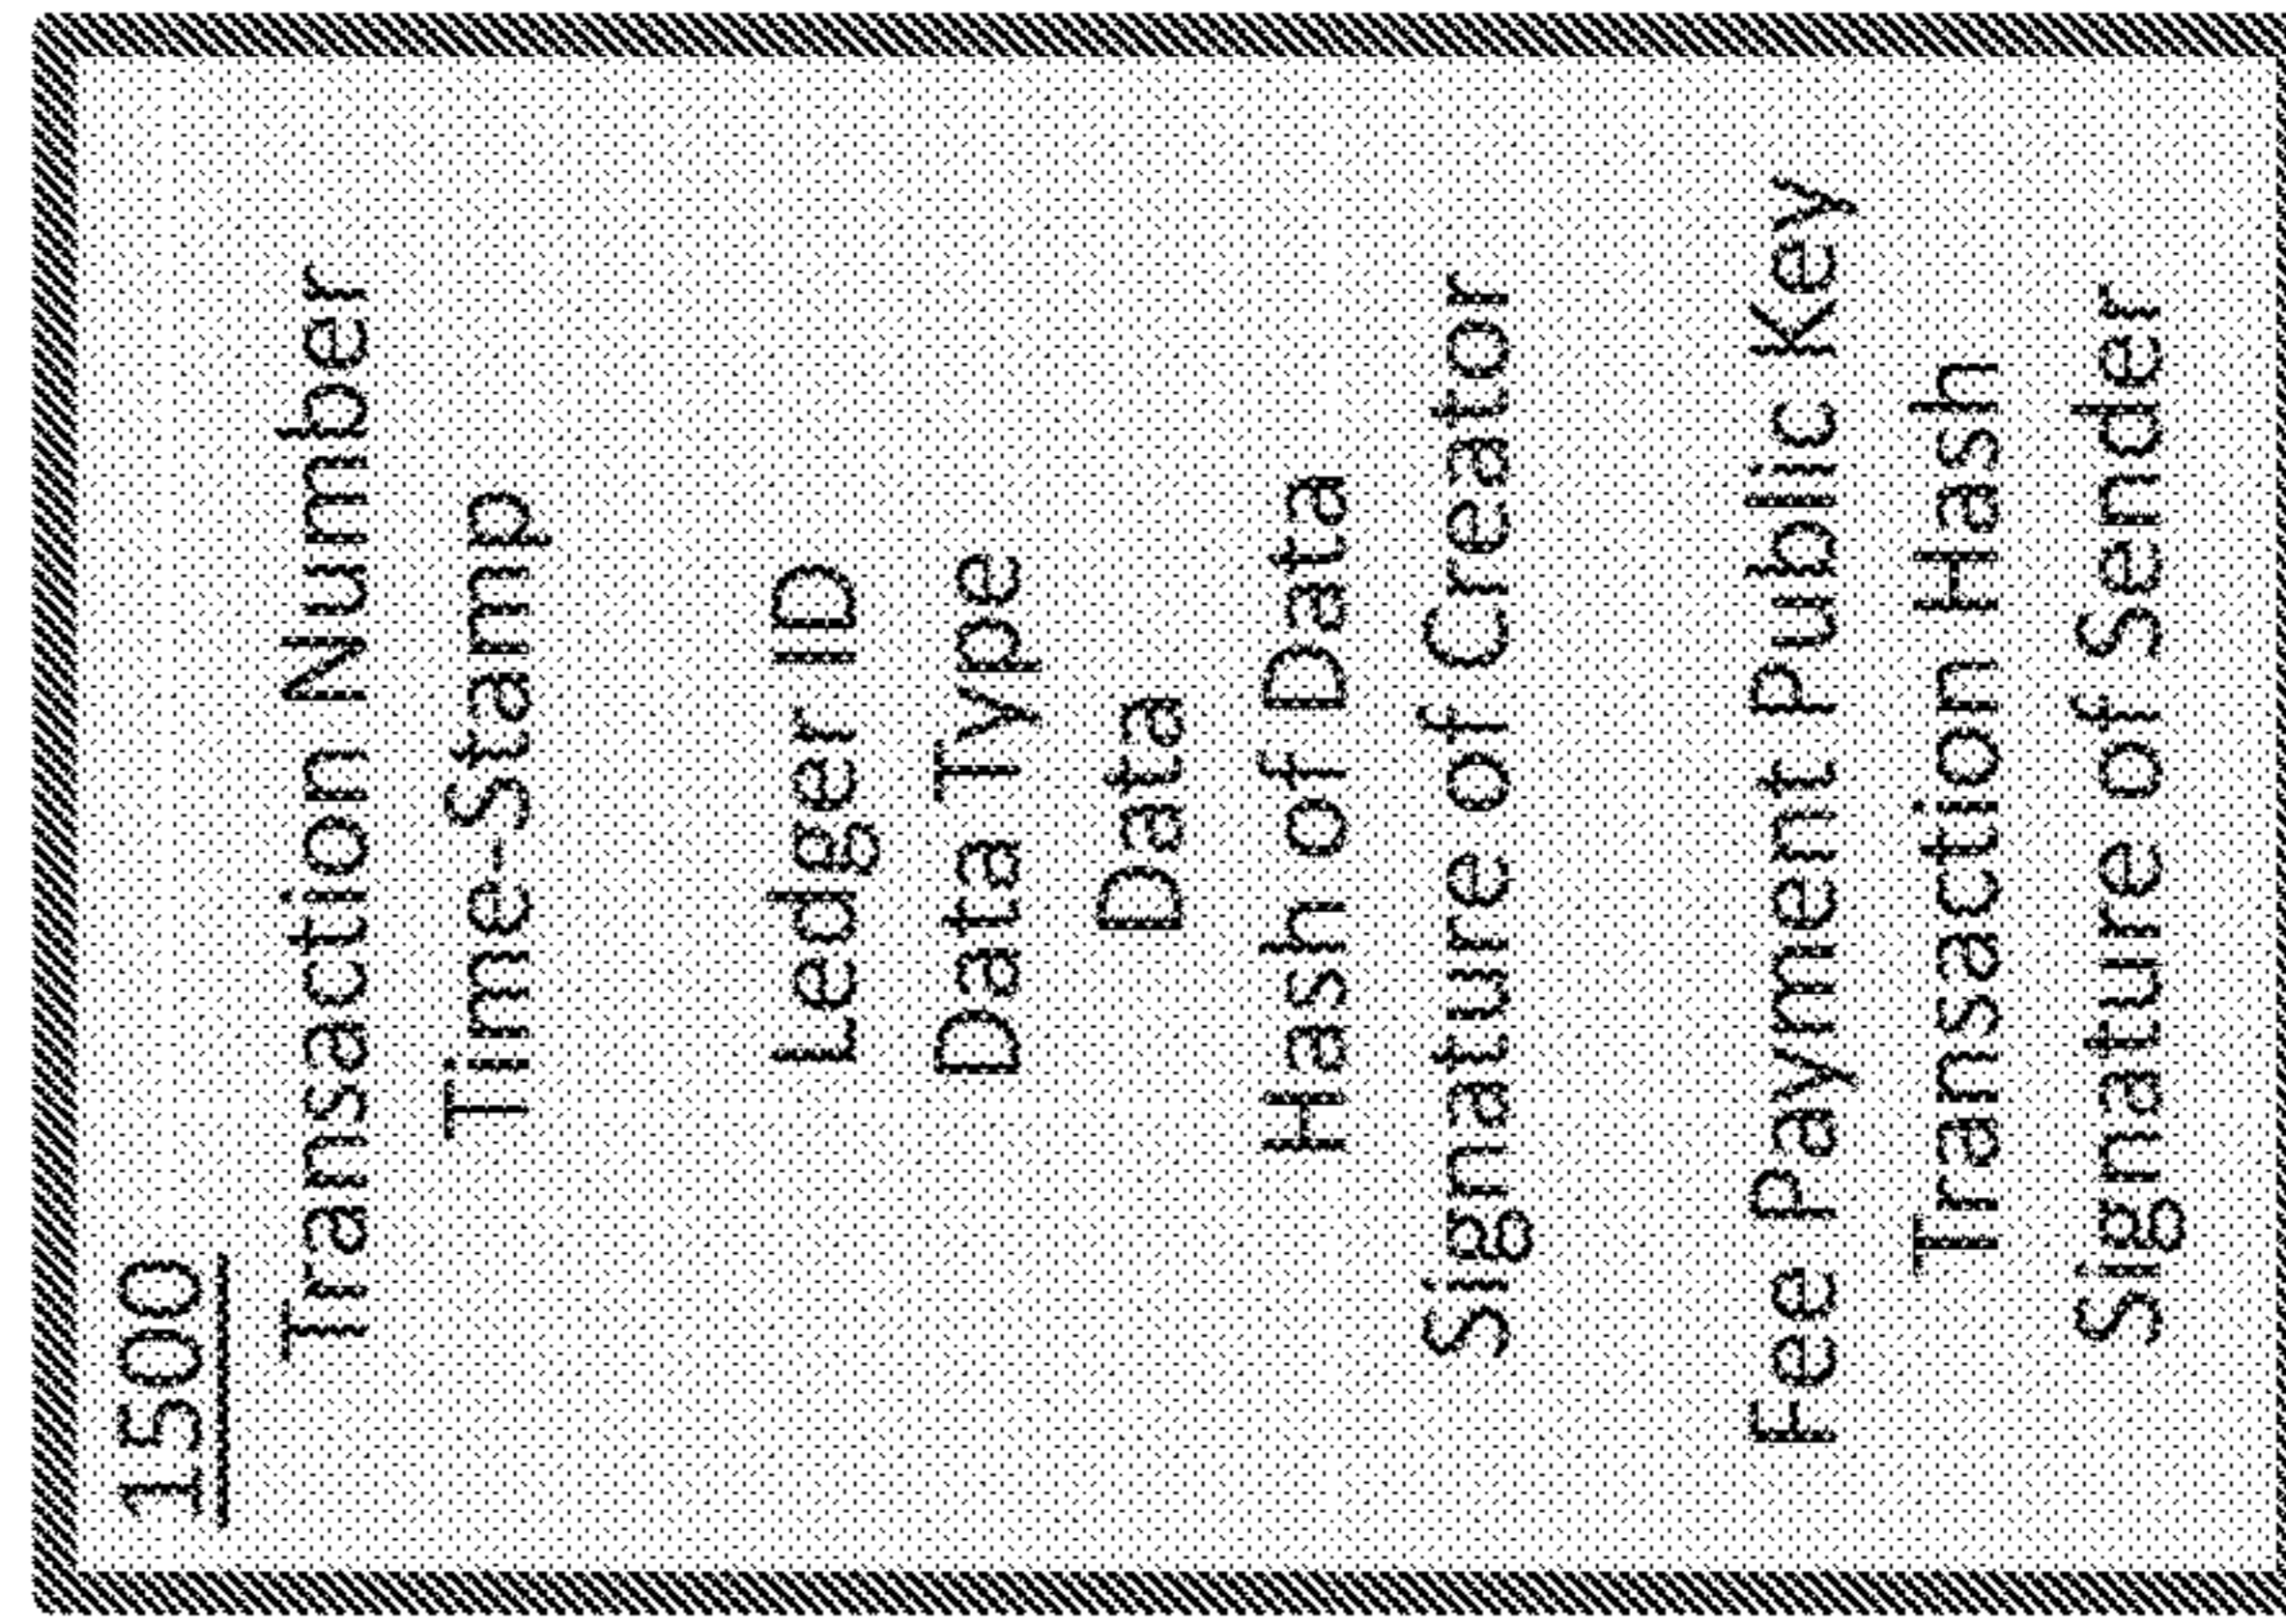 1500
Transaction Number
Time-Stamp
Ledger ID
Data Type
Data
Hash of Data
Signature of Creator
Fee Payment Public Key
Transaction Hash
Signature of Sender